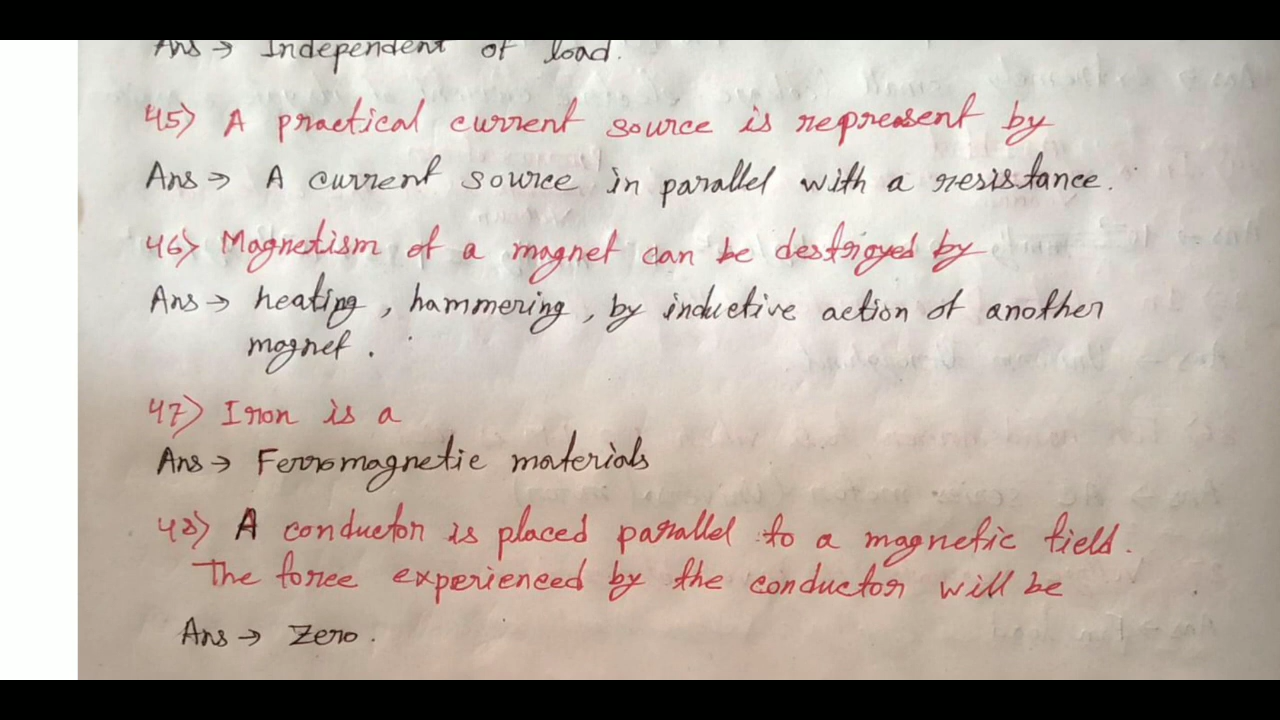 Ans → Independent of load.
45) A practical current source is represent by
Ans → A current source in parallel with a resistance.
46) Magnetism of a magnet can be destroyed by
Ans → heating, hammering, by inductive action of another
magnet.
47) Iron is a
Ans → Ferromagnetic materials
48) A conductor is placed parallel to a magnetic field.
The force experienced by the conductor will be
Ans → Zero.